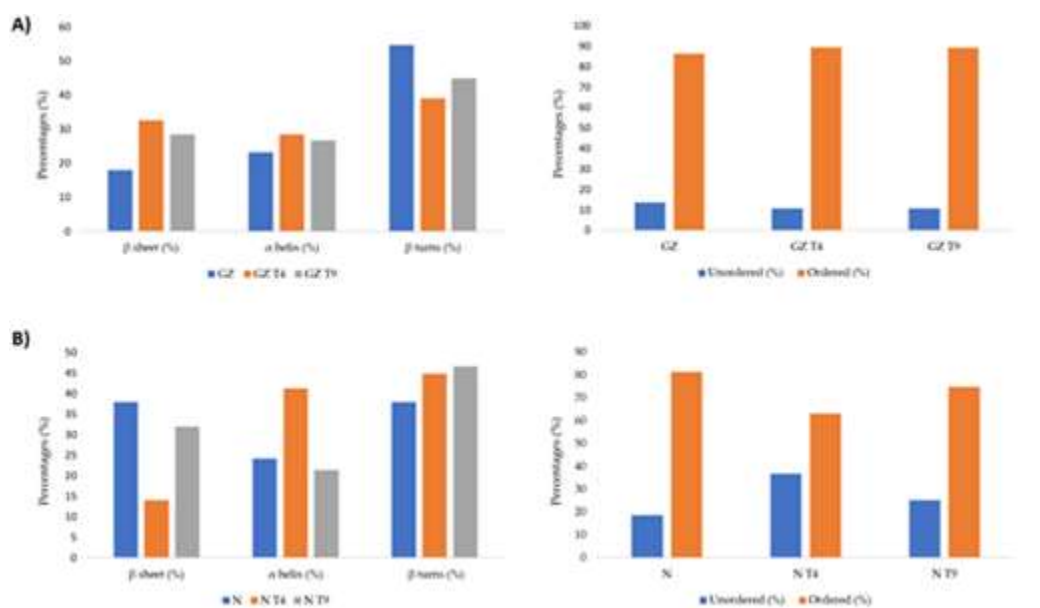 A)
Percentages (%)
60
50
40
30
20
10
0
β sheet (%) α helix (%) β turns (%)
GZ GZ T4 GZ T9
Percentages (%)
100
90
80
70
60
50
40
30
20
10
0
GZ GZ T4 GZ T9
Unordered (%) Ordered (%)
B)
Percentages (%)
50
45
40
35
30
25
20
15
10
5
0
β sheet (%) α helix (%) β turns (%)
N N T4 N T9
Percentages (%)
90
80
70
60
50
40
30
20
10
0
N N T4 N T9
Unordered (%) Ordered (%)